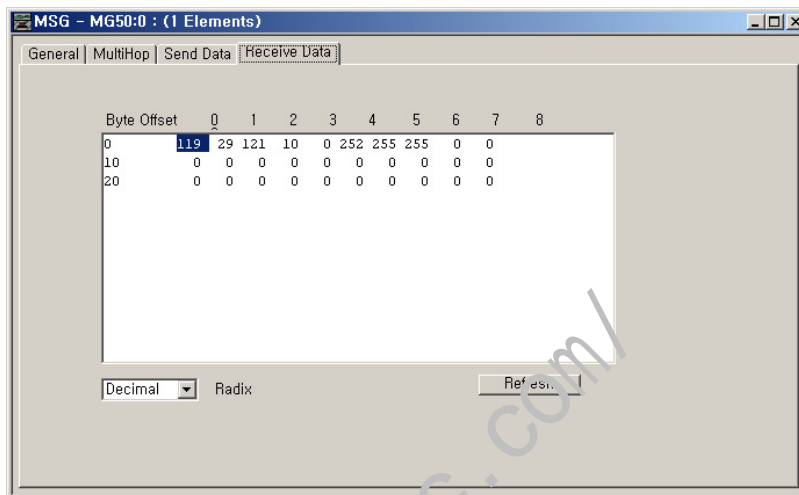 MSG - MG50:0 : (1 Elements)
General | MultiHop | Send Data | Receive Data
Byte Offset 0 1 2 3 4 5 6 7 8
0 119 29 121 10 0 252 255 255 0 0
10 0 0 0 0 0 0 0 0 0 0
20 0 0 0 0 0 0 0 0 0 0
Decimal Radix
.com/